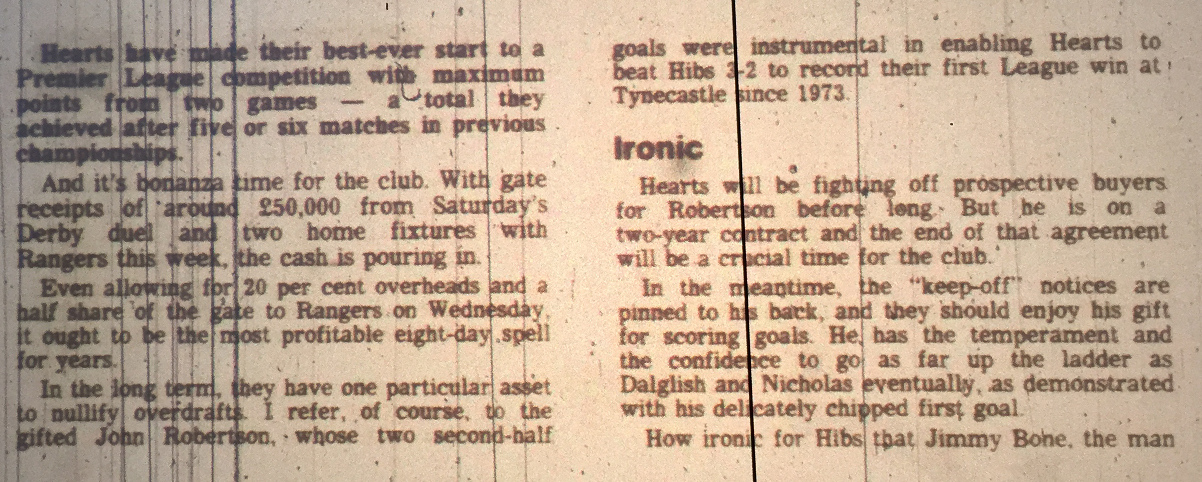 Hearts have made their best-ever start to a
Premier League competition with maximum
points from two games — a total they
achieved after five or six matches in previous
championships.
And it's bonanza time for the club. With gate
receipts of around £50,000 from Saturday's
Derby duel and two home fixtures with
Rangers this week, the cash is pouring in.
Even allowing for 20 per cent overheads and a
half share of the gate to Rangers on Wednesday,
it ought to be the most profitable eight-day spell
for years.
In the long term, they have one particular asset
to nullify overdrafts. I refer, of course, to the
gifted John Robertson, whose two second-half
goals were instrumental in enabling Hearts to
beat Hibs 3-2 to record their first League win at
Tynecastle since 1973.
Ironic
Hearts will be fighting off prospective buyers
for Robertson before long. But he is on a
two-year contract and the end of that agreement
will be a crucial time for the club.
In the meantime, the "keep-off" notices are
pinned to his back, and they should enjoy his gift
for scoring goals. He has the temperament and
the confidence to go as far up the ladder as
Dalglish and Nicholas eventually, as demonstrated
with his delicately chipped first goal.
How ironic for Hibs that Jimmy Bone, the man